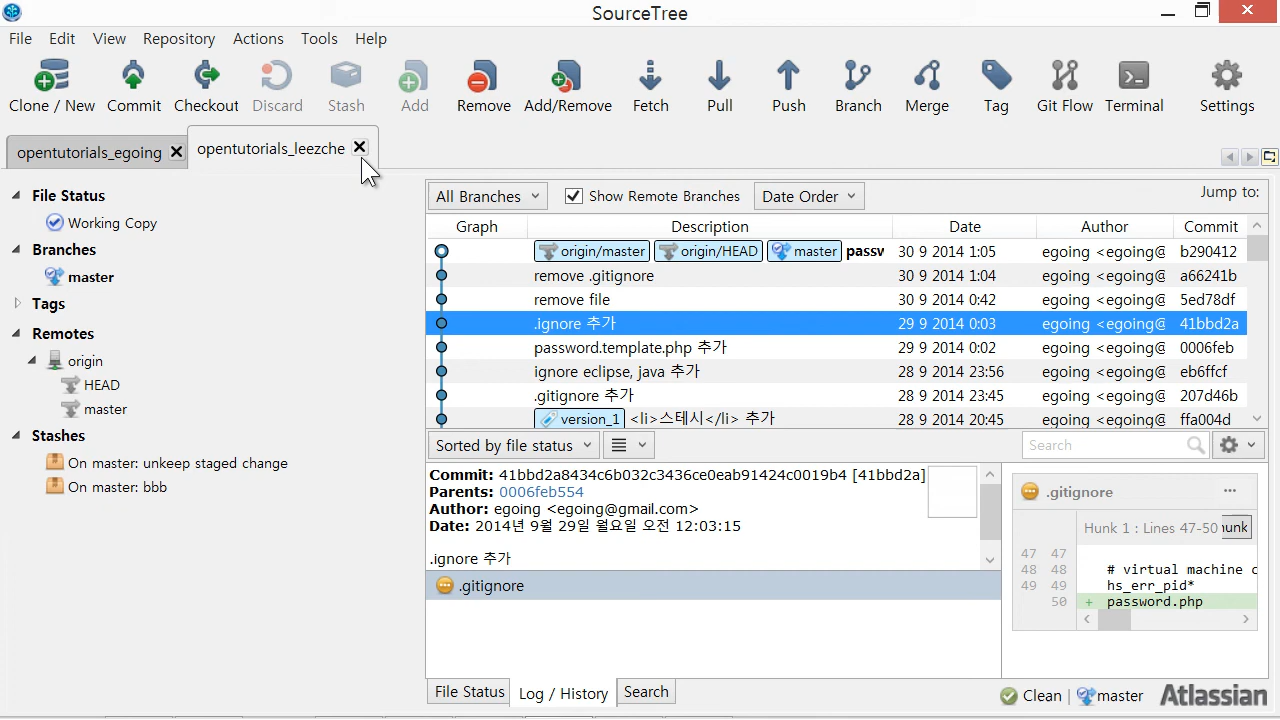 SourceTree
File Edit View Repository Actions Tools Help
Clone / New Commit Checkout Discard Stash Add Remove Add/Remove Fetch Pull Push Branch Merge Tag Git Flow Terminal Settings
opentutorials_egoing opentutorials_leezche
File Status
Working Copy
Branches
master
Tags
Remotes
origin
HEAD
master
Stashes
On master: unkeep staged change
On master: bbb
All Branches Show Remote Branches Date Order Jump to:
Graph Description Date Author Commit
origin/master origin/HEAD master passw 30 9 2014 1:05 egoing <egoing@ b290412
remove .gitignore 30 9 2014 1:04 egoing <egoing@ a66241b
remove file 30 9 2014 0:42 egoing <egoing@ 5ed78df
.ignore 추가 29 9 2014 0:03 egoing <egoing@ 41bbd2a
password.template.php 추가 29 9 2014 0:02 egoing <egoing@ 0006feb
ignore eclipse, java 추가 28 9 2014 23:56 egoing <egoing@ eb6ffcf
.gitignore 추가 28 9 2014 23:45 egoing <egoing@ 207d46b
version_1 <li>스테시</li> 추가 28 9 2014 20:45 egoing <egoing@ ffa004d
Sorted by file status Search
Commit: 41bbd2a8434c6b032c3436ce0eab91424c0019b4 [41bbd2a]
Parents: 0006feb554
Author: egoing <egoing@gmail.com>
Date: 2014년 9월 29일 월요일 오전 12:03:15
.ignore 추가
.gitignore
.gitignore ...
Hunk 1 : Lines 47-50 hunk
47 47
48 48 # virtual machine c
49 49 hs_err_pid*
50 + password.php
File Status Log / History Search
Clean master Atlassian